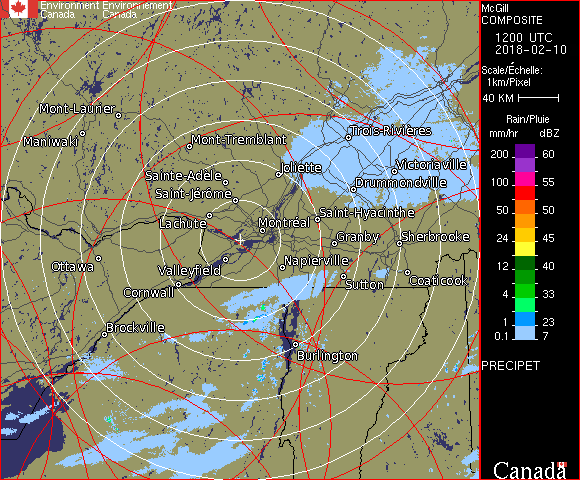 Environment Environnement
Canada Canada
McGill
COMPOSITE
1200 UTC
2018-02-10
Scale/Échelle:
1km/Pixel
40 KM
Rain/Pluie
mm/hr dBZ
200 60
100 55
50 50
24 45
12 40
4 33
1 23
0.1 7
PRECIPET
Canada
Mont-Laurier
Maniwaki
Mont-Tremblant
Trois-Rivières
Joliette
Victoriaville
Sainte-Adèle
Drummondville
Saint-Jérôme
Saint-Hyacinthe
Lachute
Montréal
Granby
Sherbrooke
Ottawa
Valleyfield
Napierville
Cornwall
Sutton
Coaticook
Brockville
Burlington